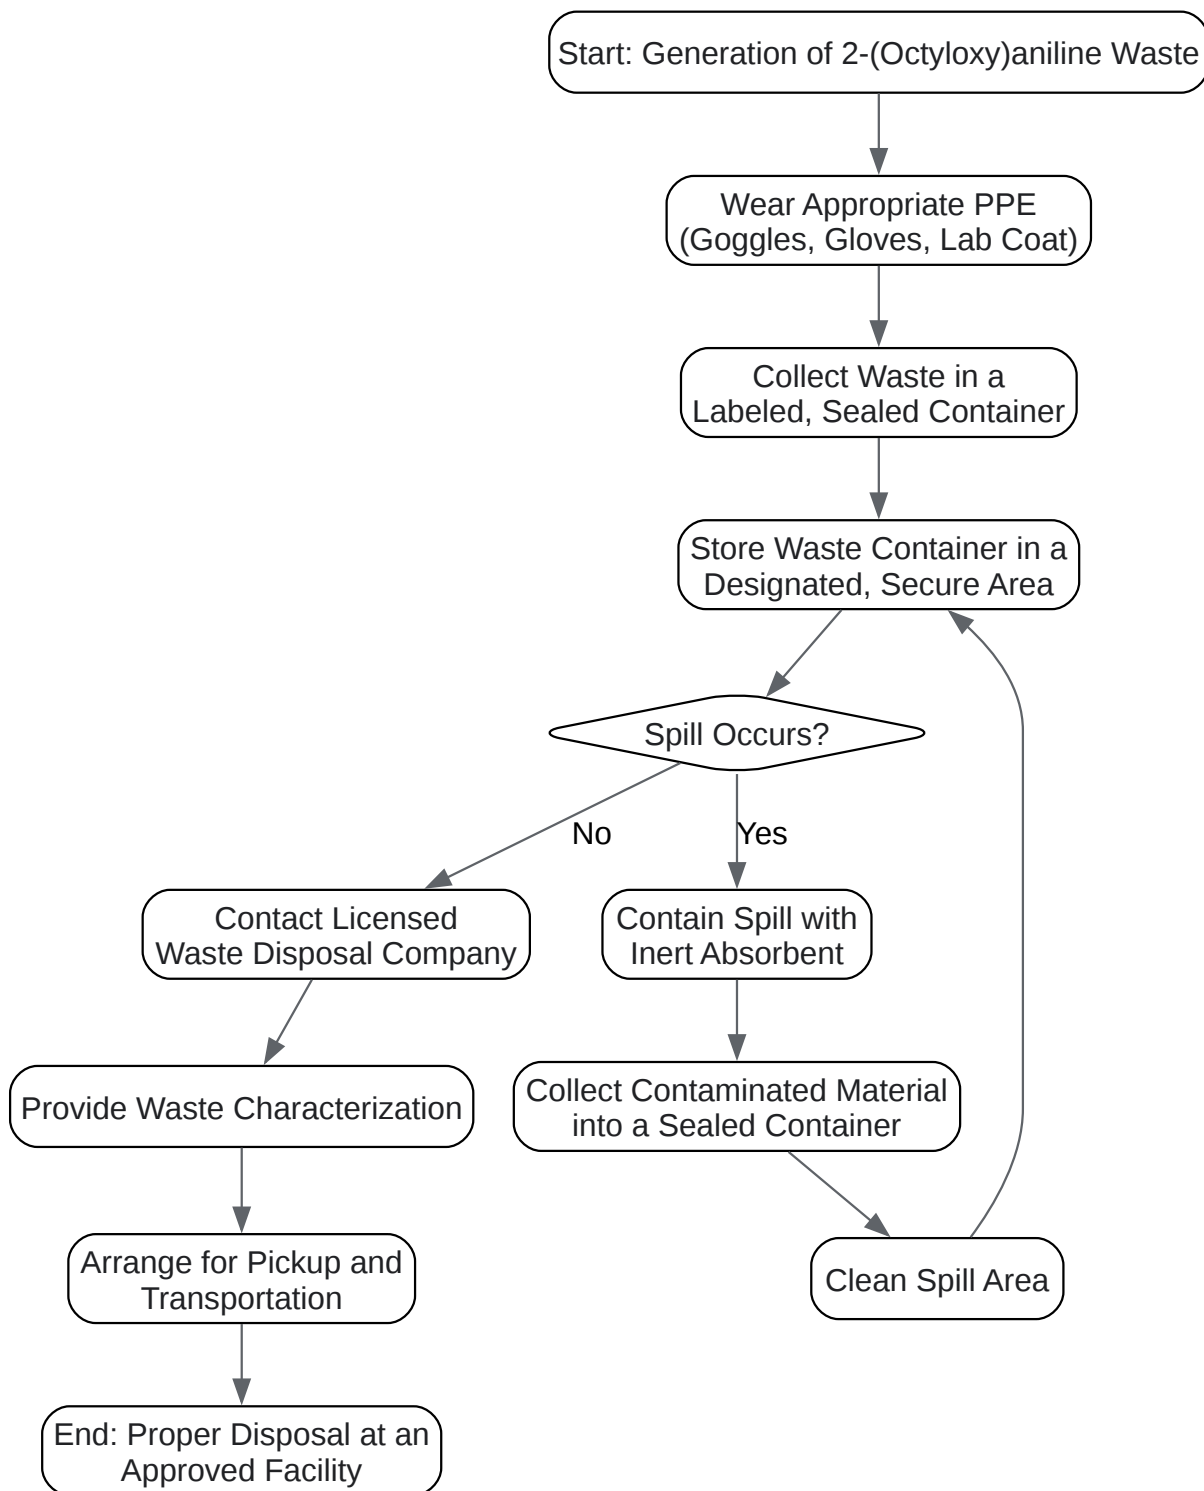 Start: Generation of 2-(Octyloxy)aniline Waste
Wear Appropriate PPE
(Goggles, Gloves, Lab Coat)
Collect Waste in a
Labeled, Sealed Container
Store Waste Container in a
Designated, Secure Area
Spill Occurs?
No
Yes
Contact Licensed
Waste Disposal Company
Contain Spill with
Inert Absorbent
Provide Waste Characterization
Collect Contaminated Material
into a Sealed Container
Arrange for Pickup and
Transportation
Clean Spill Area
End: Proper Disposal at an
Approved Facility